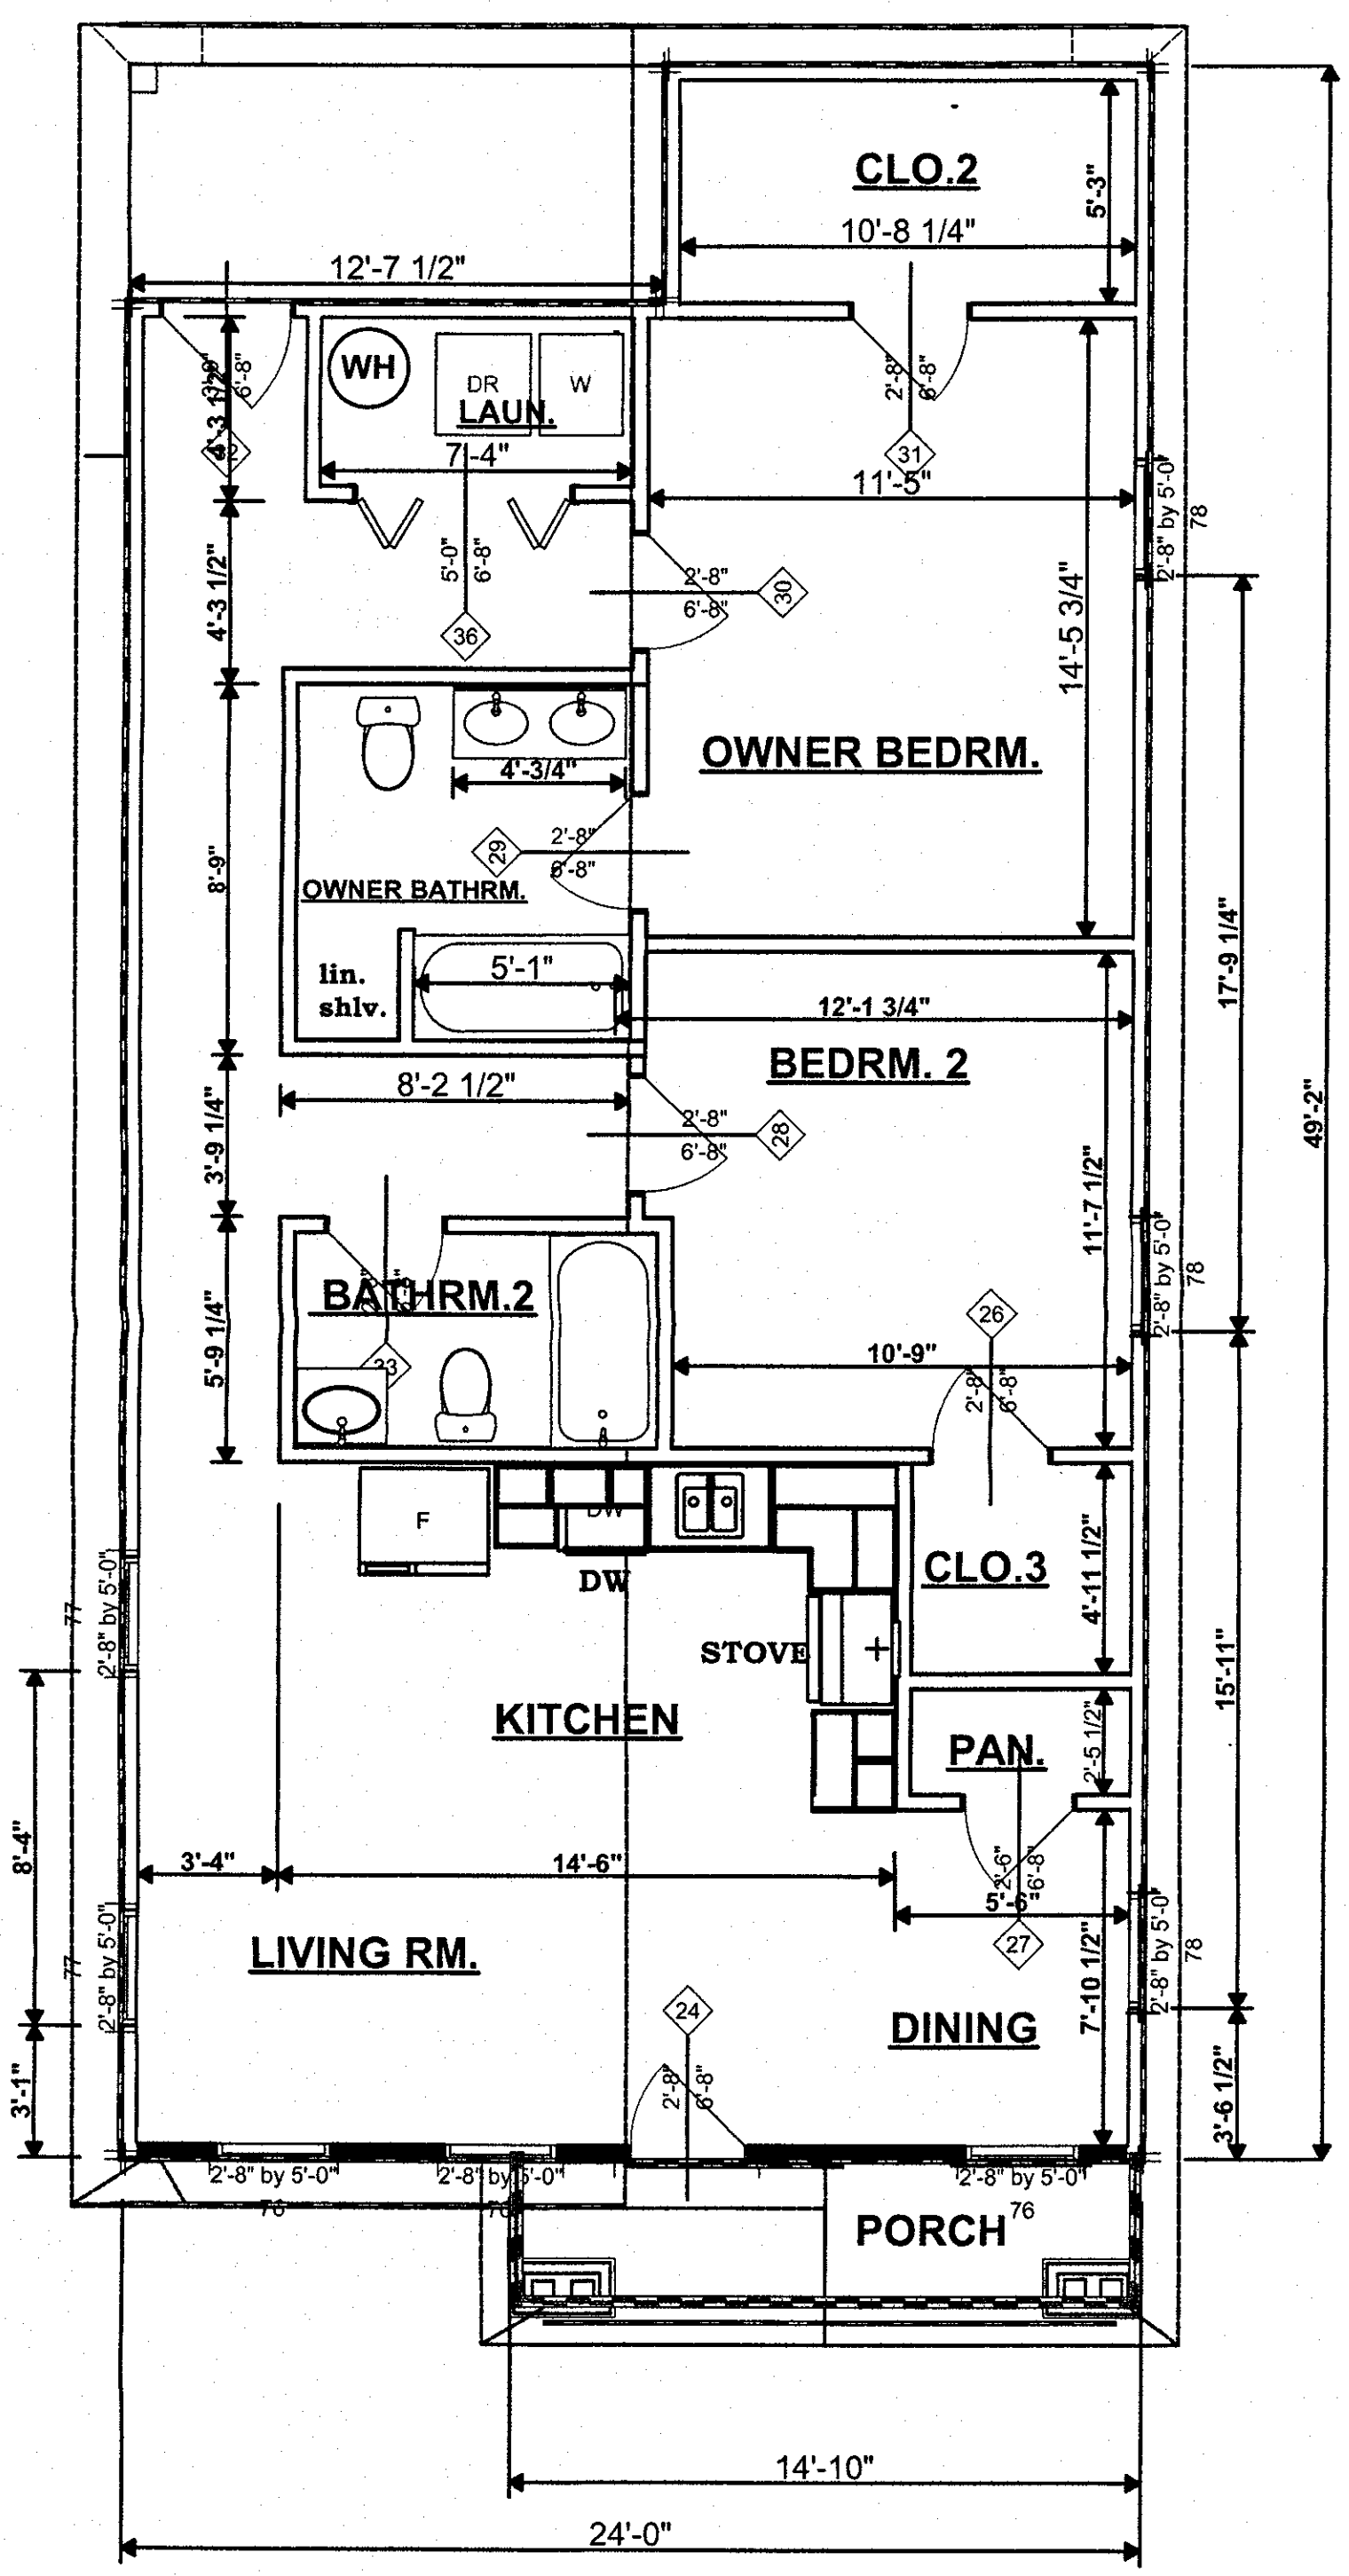 CLO.2
5'-3"
10'-8 1/4"
12'-7 1/2"
WH
DR
W
LAUN.
7'-4"
6'-8"
4'-3 1/2"
2'-8"
6'-8"
31
11'-5"
2'-8" by 5'-0"
78
5'-0"
6'-8"
36
4'-3 1/2"
2'-8"
6'-8"
30
14'-5 3/4"
OWNER BEDRM.
4'-3/4"
2'-8"
6'-8"
29
8'-9"
OWNER BATHRM.
lin.
shlv.
5'-1"
12'-1 3/4"
17'-9 1/4"
49'-2"
BEDRM. 2
8'-2 1/2"
3'-9 1/4"
2'-8"
6'-8"
28
11'-7 1/2"
2'-8" by 5'-0"
78
BATHRM.2
33
5'-9 1/4"
26
10'-9"
2'-8"
6'-8"
F
DW
DW
CLO.3
4'-11 1/2"
2'-8" by 5'-0"
77
STOVE
KITCHEN
PAN.
2'-5 1/2"
15'-11"
8'-4"
3'-4"
14'-6"
2'-6"
6'-8"
5'-6"
27
2'-8" by 5'-0"
77
LIVING RM.
2'-8" by 5'-0"
78
24
DINING
7'-10 1/2"
2'-8"
6'-8"
3'-1"
3'-6 1/2"
2'-8" by 5'-0"
76
2'-8" by 5'-0"
76
2'-8" by 5'-0"
76
PORCH
14'-10"
24'-0"